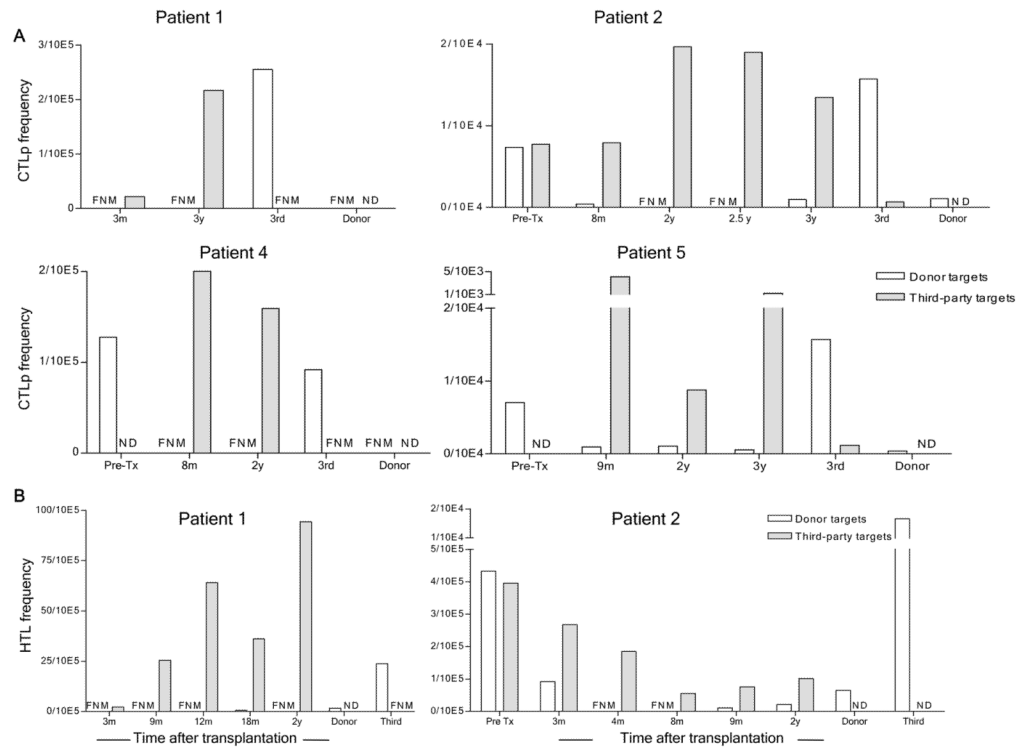 Patient 1
Patient 2
A
CTLp frequency
3/10E5
2/10E5
1/10E5
0
FNM FNM FNM FNM ND
3m 3y 3rd Donor
2/10E4
1/10E4
0/10E4
FNM FNM ND
Pre-Tx 8m 2y 2.5 y 3y 3rd Donor
Patient 4
Patient 5
CTLp frequency
2/10E5
1/10E5
0
ND FNM FNM FNM FNM ND
Pre-Tx 8m 2y 3rd Donor
5/10E3
1/10E3
2/10E4
1/10E4
0/10E4
ND ND
Pre-Tx 9m 2y 3y 3rd Donor
Donor targets
Third-party targets
B
Patient 1
HTL frequency
100/10E5
75/10E5
50/10E5
25/10E5
0/10E5
FNM FNM FNM FNM ND FNM
3m 9m 12m 18m 2y Donor Third
Time after transplantation
Patient 2
2/10E4
1/10E4
5/10E5
4/10E5
3/10E5
2/10E5
1/10E5
0/10E5
FNM FNM ND ND
Pre Tx 3m 4m 8m 9m 2y Donor Third
Donor targets
Third-party targets
Time after transplantation